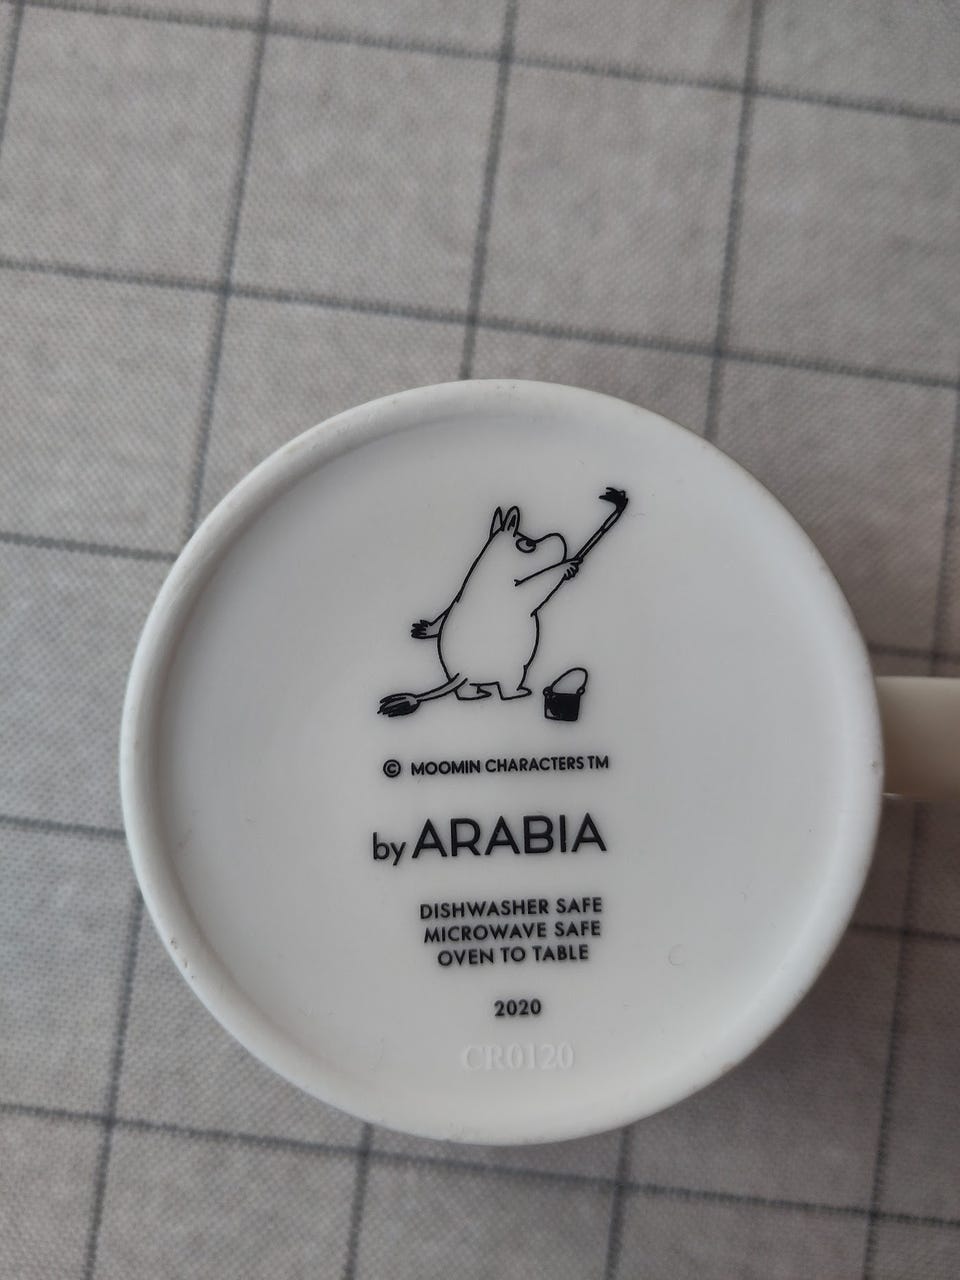 © MOOMIN CHARACTERS TM
by ARABIA
DISHWASHER SAFE
MICROWAVE SAFE
OVEN TO TABLE
2020
CR0120